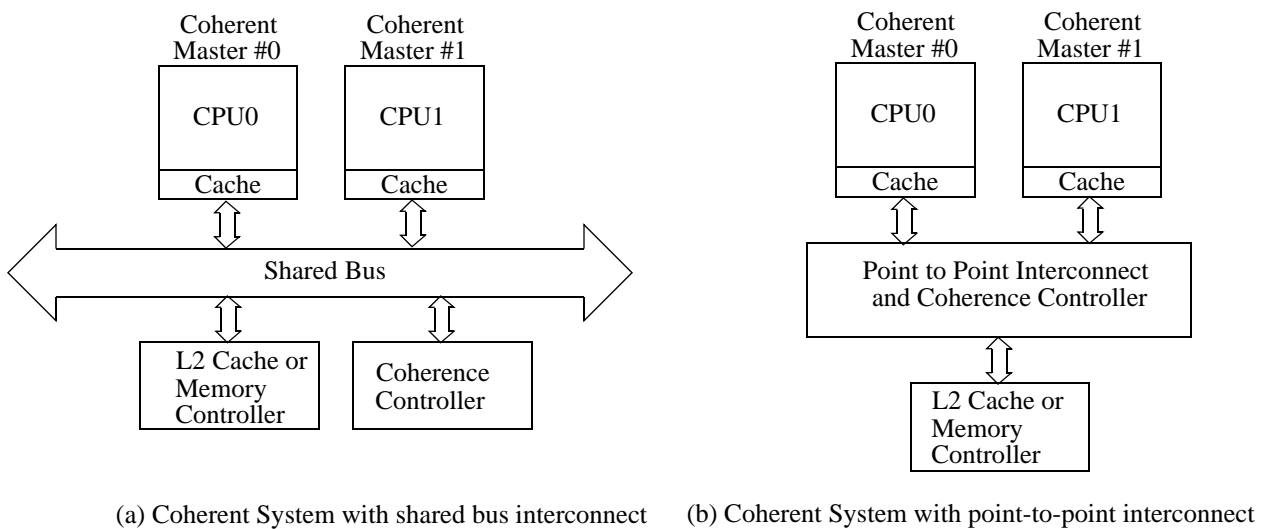 Coherent
Master #0
Coherent
Master #1
CPU0
CPU1
Cache
Cache
Shared Bus
L2 Cache or
Memory
Controller
Coherence
Controller
(a) Coherent System with shared bus interconnect
Coherent
Master #0
Coherent
Master #1
CPU0
CPU1
Cache
Cache
Point to Point Interconnect
and Coherence Controller
L2 Cache or
Memory
Controller
(b) Coherent System with point-to-point interconnect